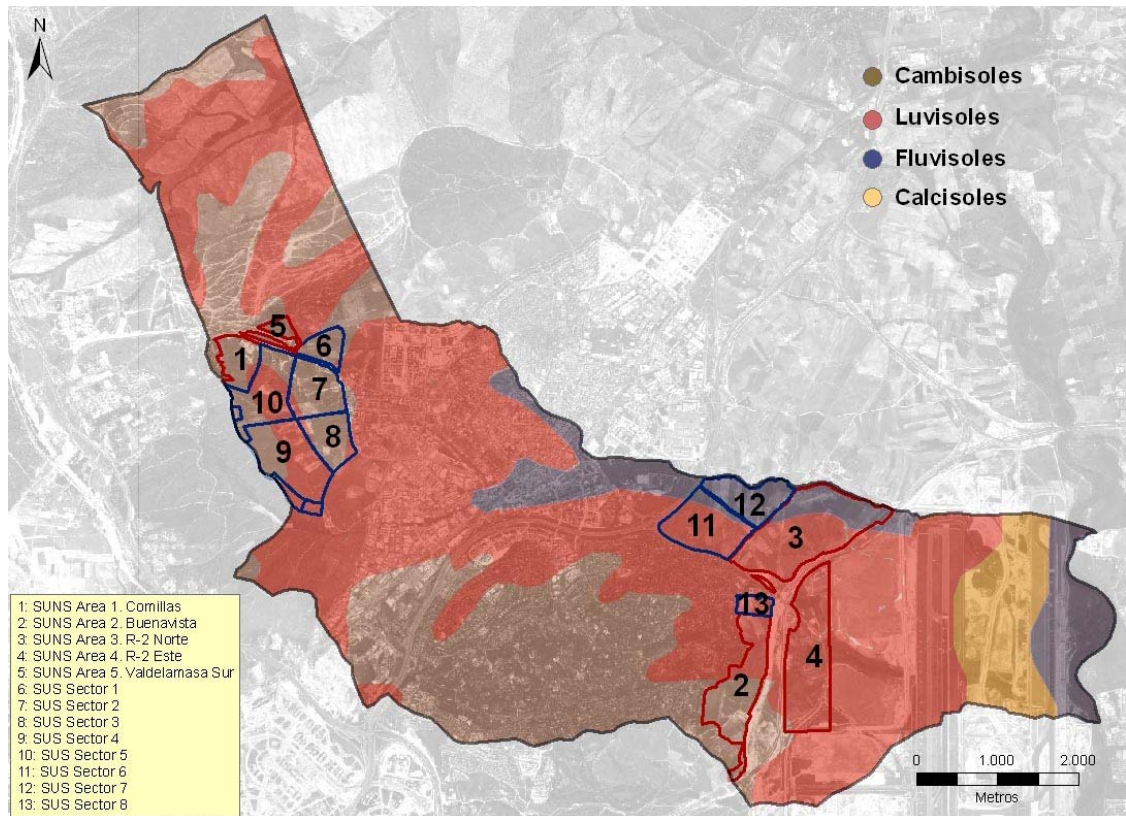 N
Cambisoles
Luvisoles
Fluvisoles
Calcisoles
5
6
1
7
10
8
9
12
11
3
13
4
2
1: SUNS Area 1. Comillas
2: SUNS Area 2. Buenavista
3: SUNS Area 3. R-2 Norte
4: SUNS Area 4. R-2 Este
5: SUNS Area 5. Valdelamasa Sur
6: SUS Sector 1
7: SUS Sector 2
8: SUS Sector 3
9: SUS Sector 4
10: SUS Sector 5
11: SUS Sector 6
12: SUS Sector 7
13: SUS Sector 8
0 1.000 2.000
Metros